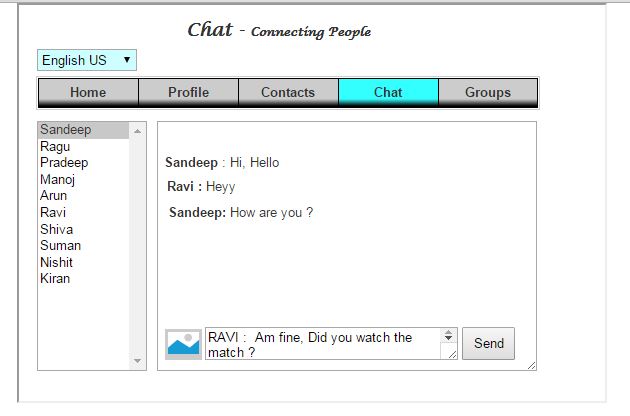 Chat - Connecting People
English US
Home Profile Contacts Chat Groups
Sandeep
Ragu
Pradeep
Manoj
Arun
Ravi
Shiva
Suman
Nishit
Kiran
Sandeep : Hi, Hello
Ravi : Heyy
Sandeep: How are you ?
RAVI :  Am fine, Did you watch the
match ?
Send